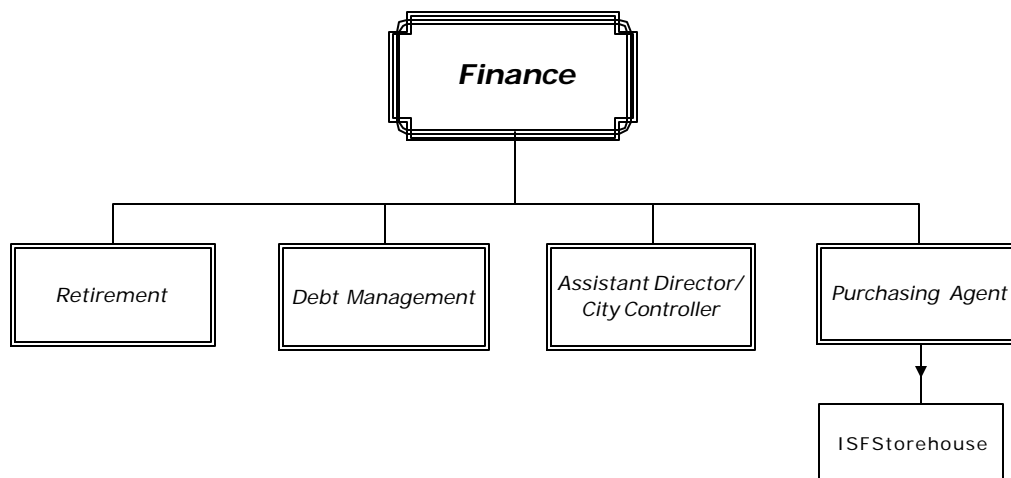 Finance
Retirement
Debt Management
Assistant Director/
City Controller
Purchasing Agent
ISFStorehouse